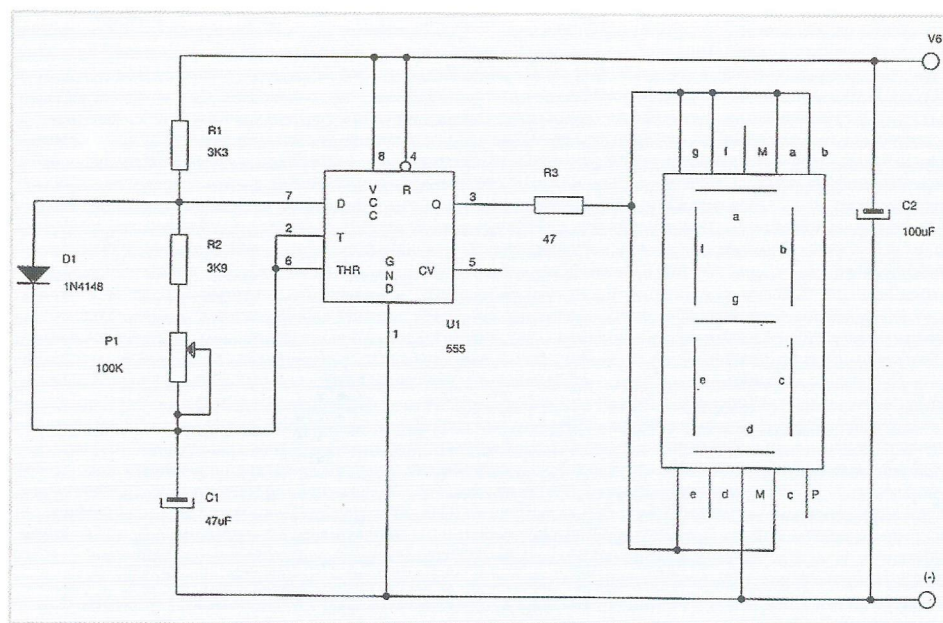 V6
R1
3K3
8
4
g
f
M
a
b
R3
7
D
V
C
C
R
Q
3
47
2
T
6
THR
G
N
D
CV
5
R2
3K9
D1
1N4148
U1
555
1
P1
100K
C1
47uF
a
f
b
g
e
c
d
C2
100uF
e
d
M
c
P
(-)